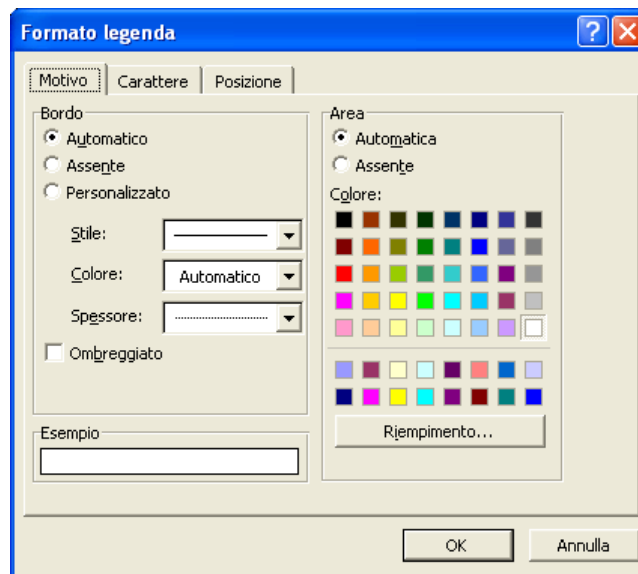 Formato legenda
Motivo Carattere Posizione
Bordo
Automatico
Assente
Personalizzato
Stile:
Colore: Automatico
Spessore:
Ombreggiato
Esempio
Area
Automatica
Assente
Colore:
Riempimento...
OK Annulla